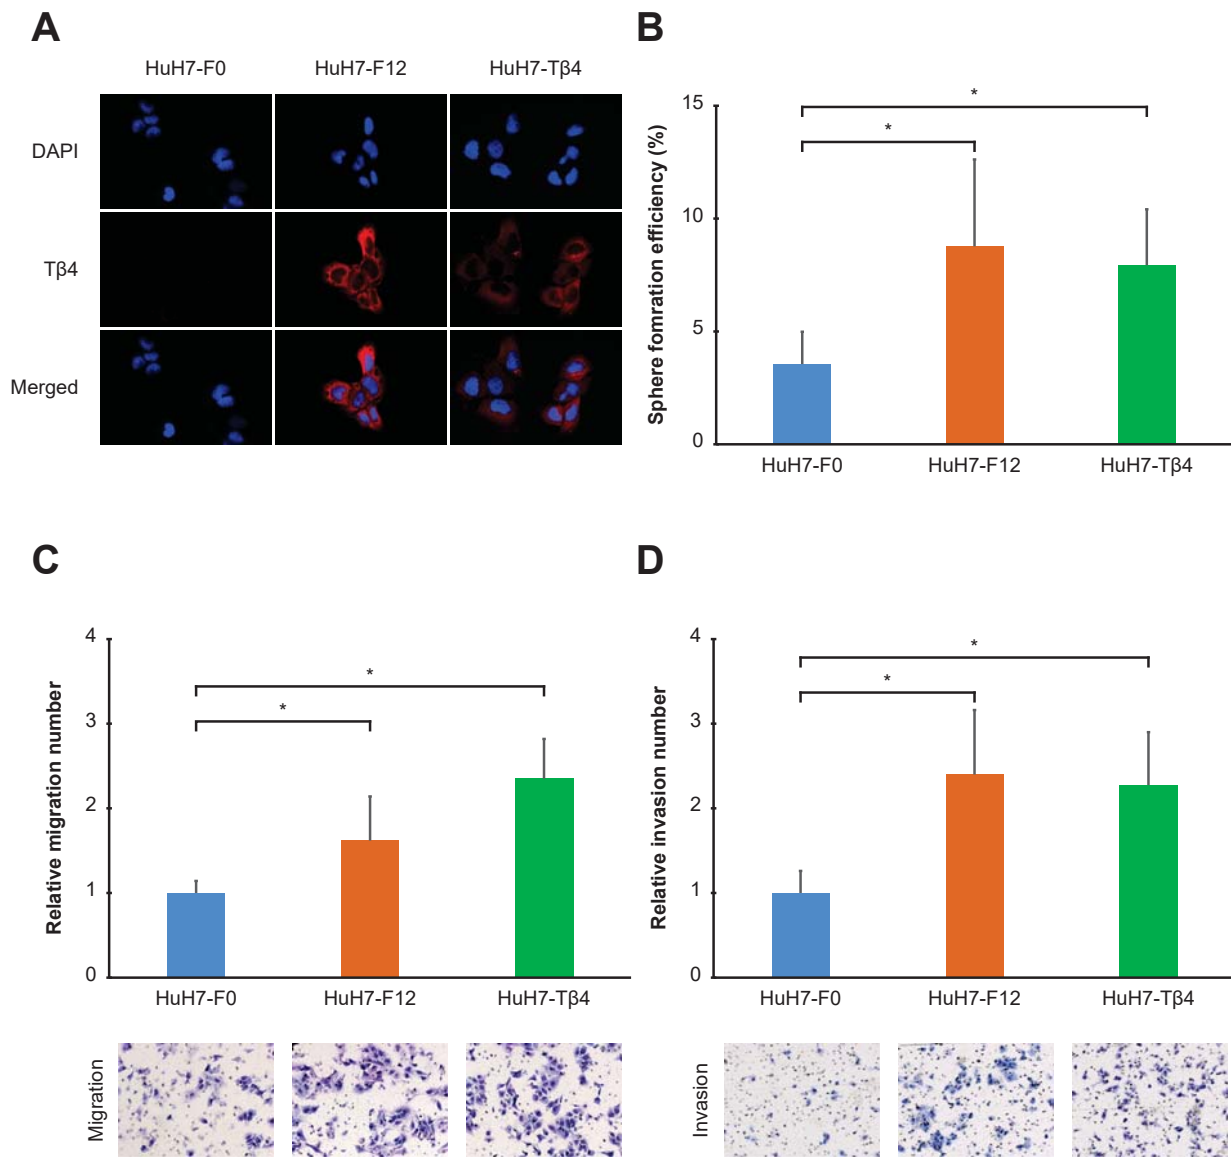 A
HuH7-F0 HuH7-F12 HuH7-Tβ4
DAPI
Tβ4
Merged
B
Sphere fomration efficiency (%)
15
10
5
0
*
*
HuH7-F0 HuH7-F12 HuH7-Tβ4
C
Relative migration number
4
3
2
1
0
*
*
HuH7-F0 HuH7-F12 HuH7-Tβ4
Migration
D
Relative invasion number
4
3
2
1
0
*
*
HuH7-F0 HuH7-F12 HuH7-Tβ4
Invasion